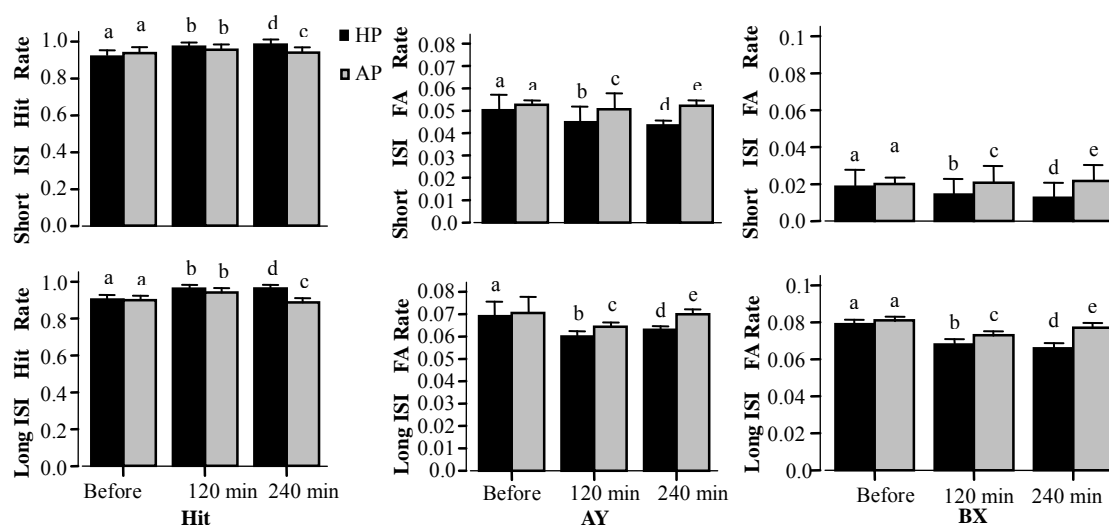 a a b b d c
1.0
0.8
0.6
0.4
0.2
0.0
Short ISI Hit Rate
HP
AP
a a b c d e
0.08
0.07
0.06
0.05
0.04
0.03
0.02
0.01
0.00
Short ISI FA Rate
a a b c d e
0.1
0.08
0.06
0.04
0.02
0.0
Short ISI FA Rate
a a b b d c
1.0
0.8
0.6
0.4
0.2
0.0
Long ISI Hit Rate
Before 120 min 240 min
Hit
a b c d e
0.08
0.07
0.06
0.05
0.04
0.03
0.02
0.01
0.00
Long ISI FA Rate
Before 120 min 240 min
AY
a a b c d e
0.1
0.08
0.06
0.04
0.02
0.0
Long ISI FA Rate
Before 120 min 240 min
BX